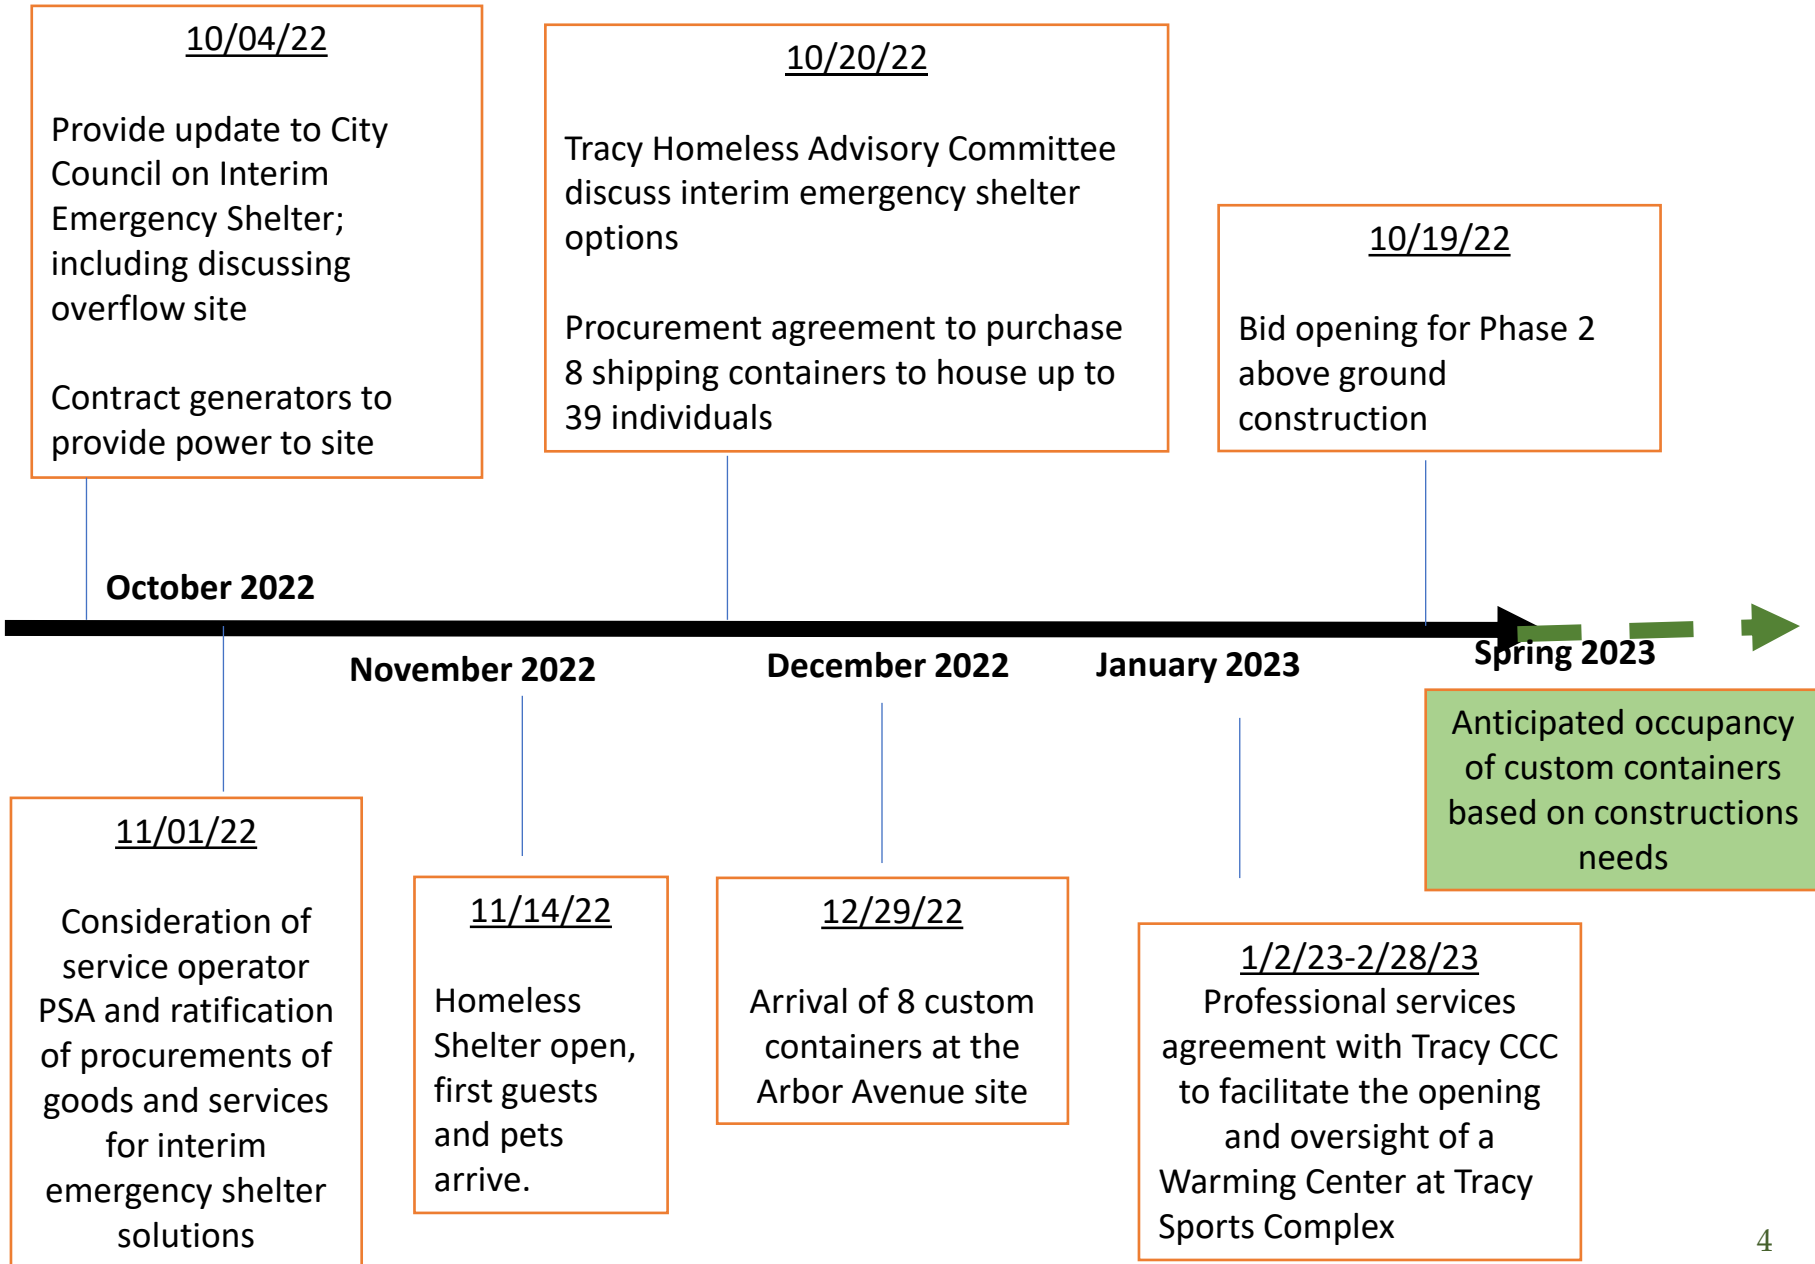 10/04/22
Provide update to City
Council on Interim
Emergency Shelter;
including discussing
overflow site
Contract generators to
provide power to site
10/20/22
Tracy Homeless Advisory Committee
discuss interim emergency shelter
options
Procurement agreement to purchase
8 shipping containers to house up to
39 individuals
10/19/22
Bid opening for Phase 2
above ground
construction
October 2022
November 2022
December 2022
January 2023
Spring 2023
Anticipated occupancy
of custom containers
based on constructions
needs
11/01/22
Consideration of
service operator
PSA and ratification
of procurements of
goods and services
for interim
emergency shelter
solutions
11/14/22
Homeless
Shelter open,
first guests
and pets
arrive.
12/29/22
Arrival of 8 custom
containers at the
Arbor Avenue site
1/2/23-2/28/23
Professional services
agreement with Tracy CCC
to facilitate the opening
and oversight of a
Warming Center at Tracy
Sports Complex
4